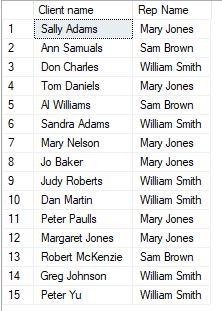 Client name Rep Name
1 Sally Adams Mary Jones
2 Ann Samuals Sam Brown
3 Don Charles William Smith
4 Tom Daniels Mary Jones
5 Al Williams Sam Brown
6 Sandra Adams William Smith
7 Mary Nelson Mary Jones
8 Jo Baker Mary Jones
9 Judy Roberts William Smith
10 Dan Martin William Smith
11 Peter Paulls Mary Jones
12 Margaret Jones Mary Jones
13 Robert McKenzie Sam Brown
14 Greg Johnson William Smith
15 Peter Yu William Smith